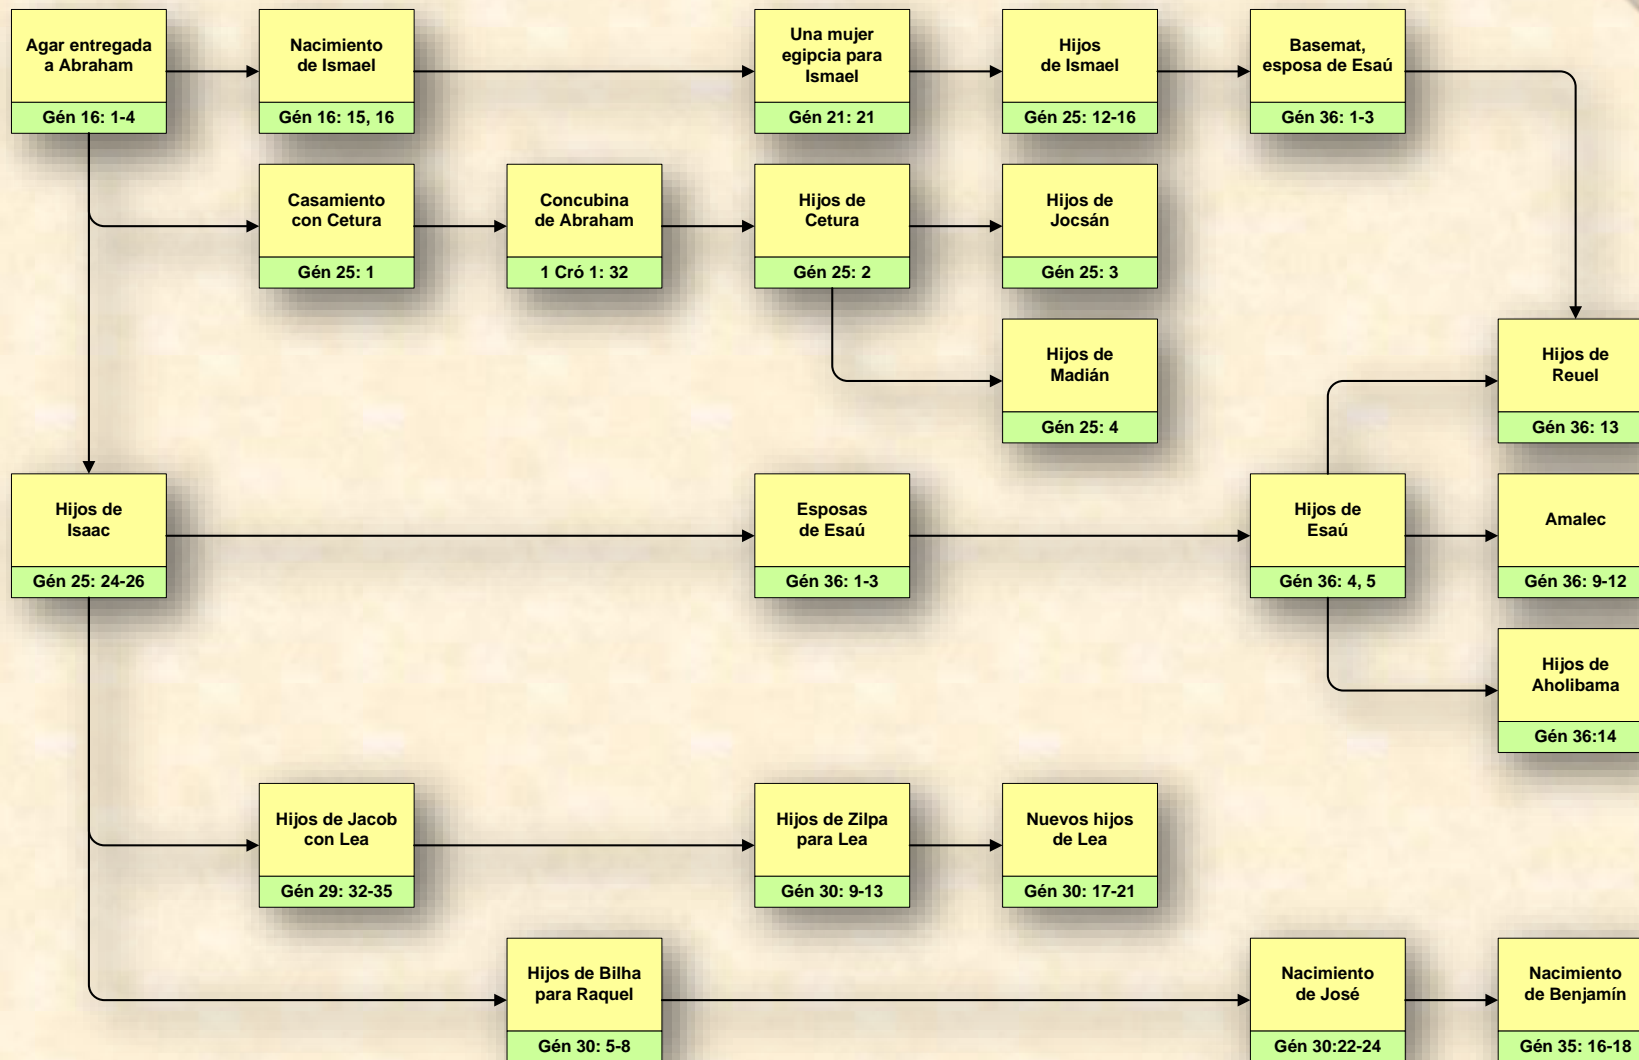 Agar entregada
a Abraham
Gén 16: 1-4
Nacimiento
de Ismael
Gén 16: 15, 16
Una mujer
egipcia para
Ismael
Gén 21: 21
Hijos
de Ismael
Gén 25: 12-16
Basemat,
esposa de Esaú
Gén 36: 1-3
Casamiento
con Cetura
Gén 25: 1
Concubina
de Abraham
1 Cró 1: 32
Hijos de
Cetura
Gén 25: 2
Hijos de
Jocsán
Gén 25: 3
Hijos de
Madián
Gén 25: 4
Hijos de
Reuel
Gén 36: 13
Hijos de
Isaac
Gén 25: 24-26
Esposas
de Esaú
Gén 36: 1-3
Hijos de
Esaú
Gén 36: 4, 5
Amalec
Gén 36: 9-12
Hijos de
Aholibama
Gén 36:14
Hijos de Jacob
con Lea
Gén 29: 32-35
Hijos de Zilpa
para Lea
Gén 30: 9-13
Nuevos hijos
de Lea
Gén 30: 17-21
Hijos de Bilha
para Raquel
Gén 30: 5-8
Nacimiento
de José
Gén 30:22-24
Nacimiento
de Benjamín
Gén 35: 16-18